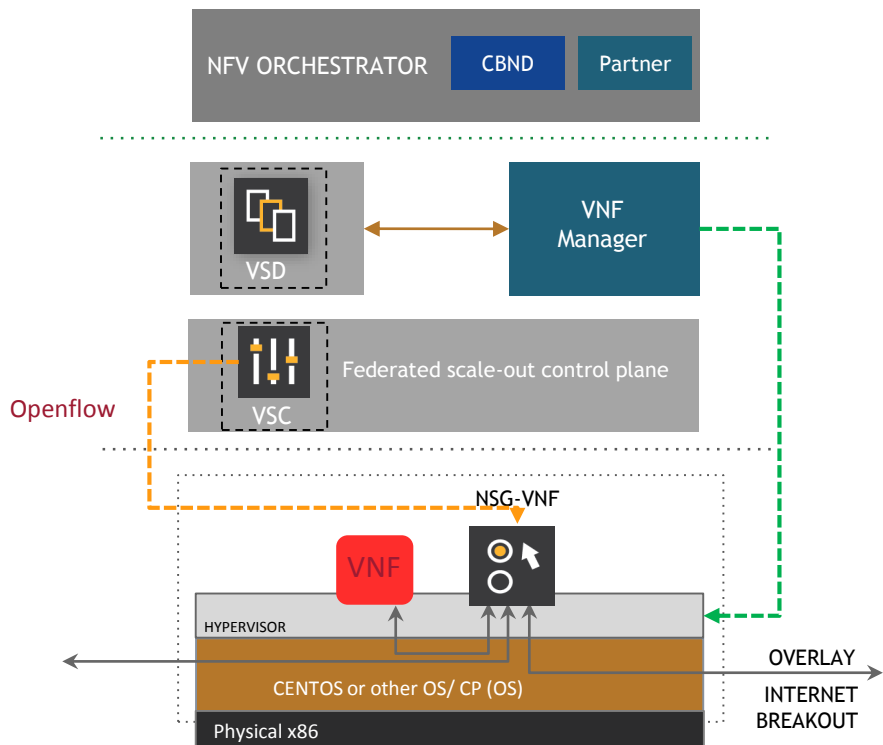 NFV ORCHESTRATOR
CBND
Partner
VSD
VNF
Manager
Federated scale-out control plane
VSC
Openflow
NSG-VNF
VNF
HYPERVISOR
OVERLAY
CENTOS or other OS/ CP (OS)
INTERNET
BREAKOUT
Physical x86